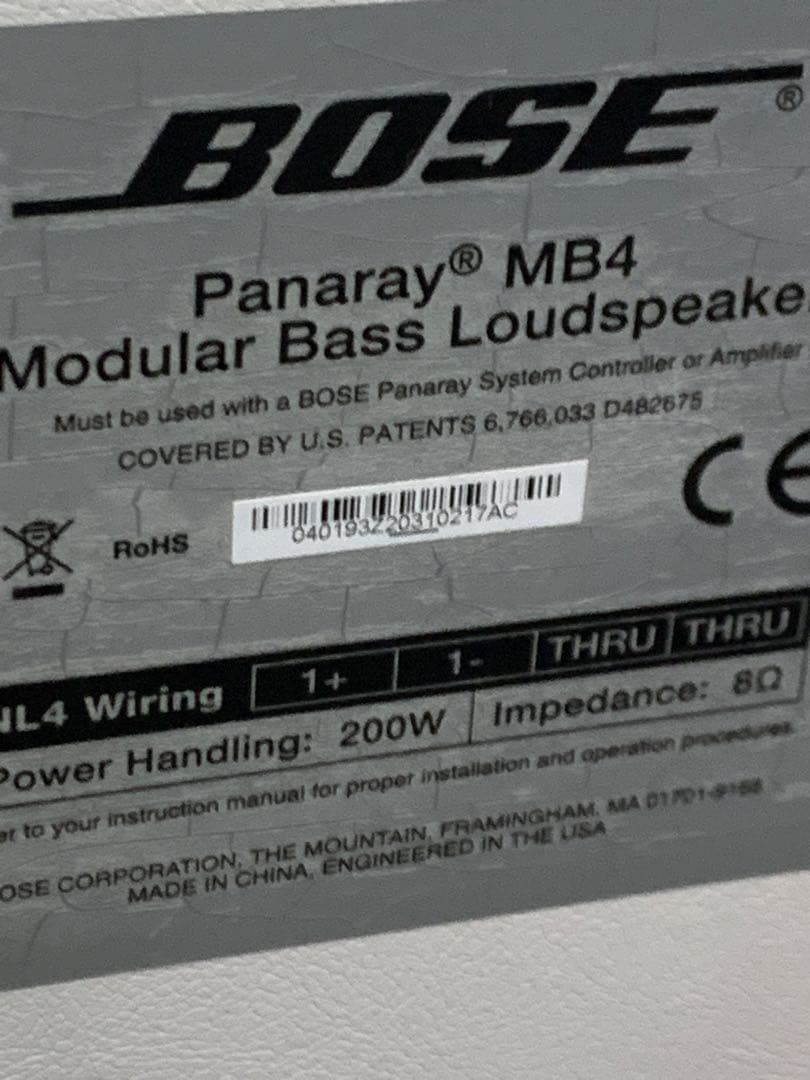 BOSE®
Panaray® MB4
Modular Bass Loudspeake
Must be used with a BOSE Panaray System Controller or Amplifier
COVERED BY U.S. PATENTS 6,766,033 D482675
CE
RoHS
040193Z20310217AC
NL4 Wiring 1+ 1- THRU THRU
Power Handling: 200W Impedance: 8Ω
er to your instruction manual for proper installation and operation procedures.
OSE CORPORATION, THE MOUNTAIN, FRAMINGHAM, MA
MADE IN CHINA, ENGINEERED IN THE USA